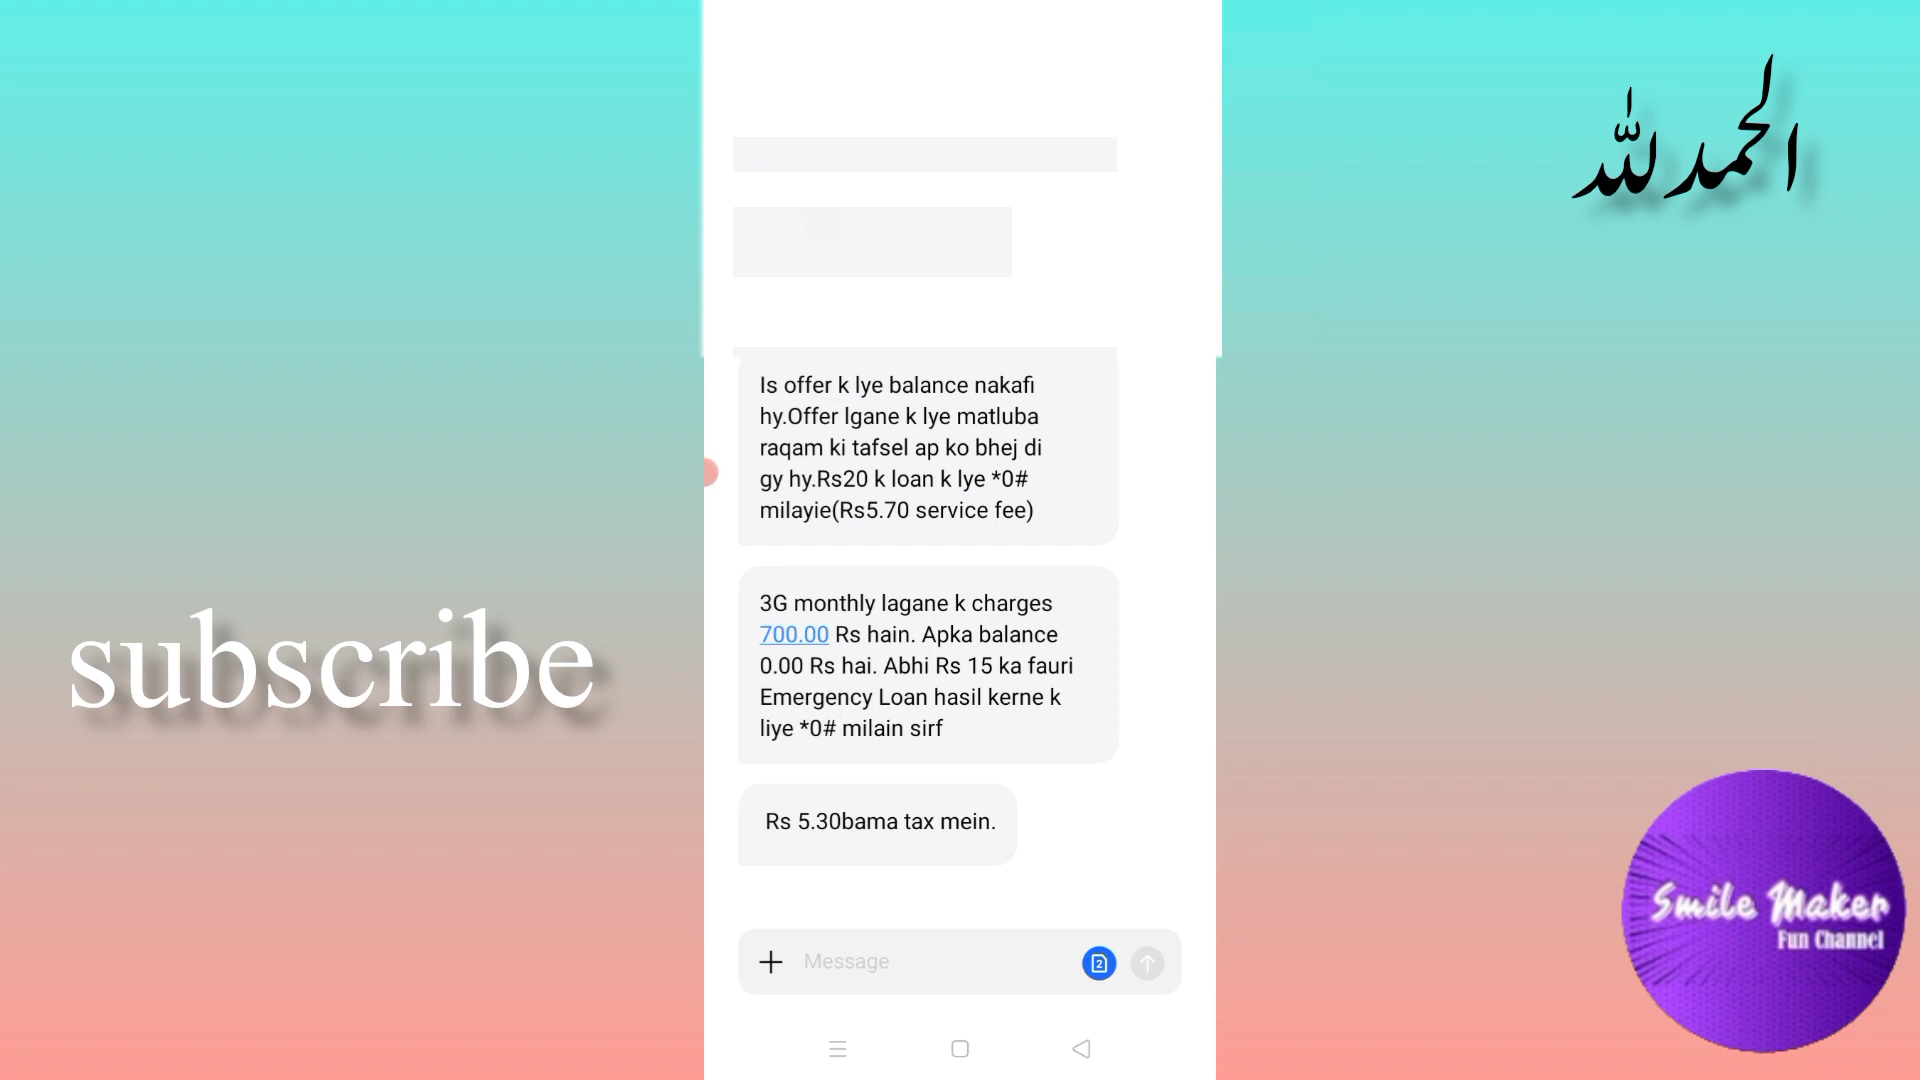 الحمدللہ
Is offer k lye balance nakafi
hy.Offer lgane k lye matluba
raqam ki tafsel ap ko bhej di
gy hy.Rs20 k loan k lye *0#
milayie(Rs5.70 service fee)
3G monthly lagane k charges
700.00 Rs hain. Apka balance
0.00 Rs hai. Abhi Rs 15 ka fauri
Emergency Loan hasil kerne k
liye *0# milain sirf
Rs 5.30bama tax mein.
subscribe
Message
2
Smile Maker
Fun Channel